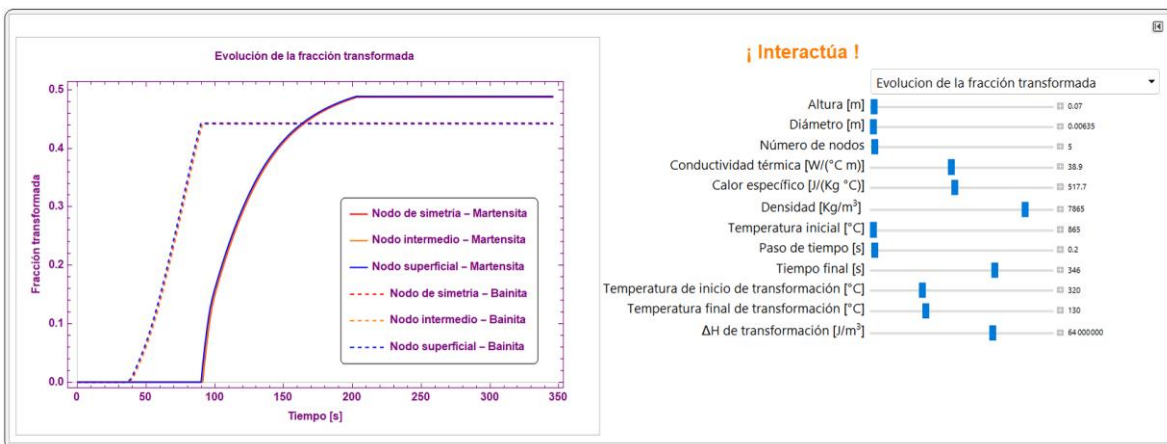 Evolución de la fracción transformada
Fracción transformada
0.5
0.4
0.3
0.2
0.1
0.0
Nodo de simetria – Martensita
Nodo intermedio – Martensita
Nodo superficial – Martensita
Nodo de simetria – Bainita
Nodo intermedio – Bainita
Nodo superficial – Bainita
0 50 100 150 200 250 300 350
Tiempo [s]
¡ Interactúa !
Evolucion de la fracción transformada
Altura [m] 0.07
Diámetro [m] 0.00635
Número de nodos 5
Conductividad térmica [W/(°C m)] 38.9
Calor específico [J/(Kg °C)] 517.7
Densidad [Kg/m³] 7865
Temperatura inicial [°C] 865
Paso de tiempo [s] 0.2
Tiempo final [s] 346
Temperatura de inicio de transformación [°C] 320
Temperatura final de transformación [°C] 130
ΔH de transformación [J/m³] 64 000 000